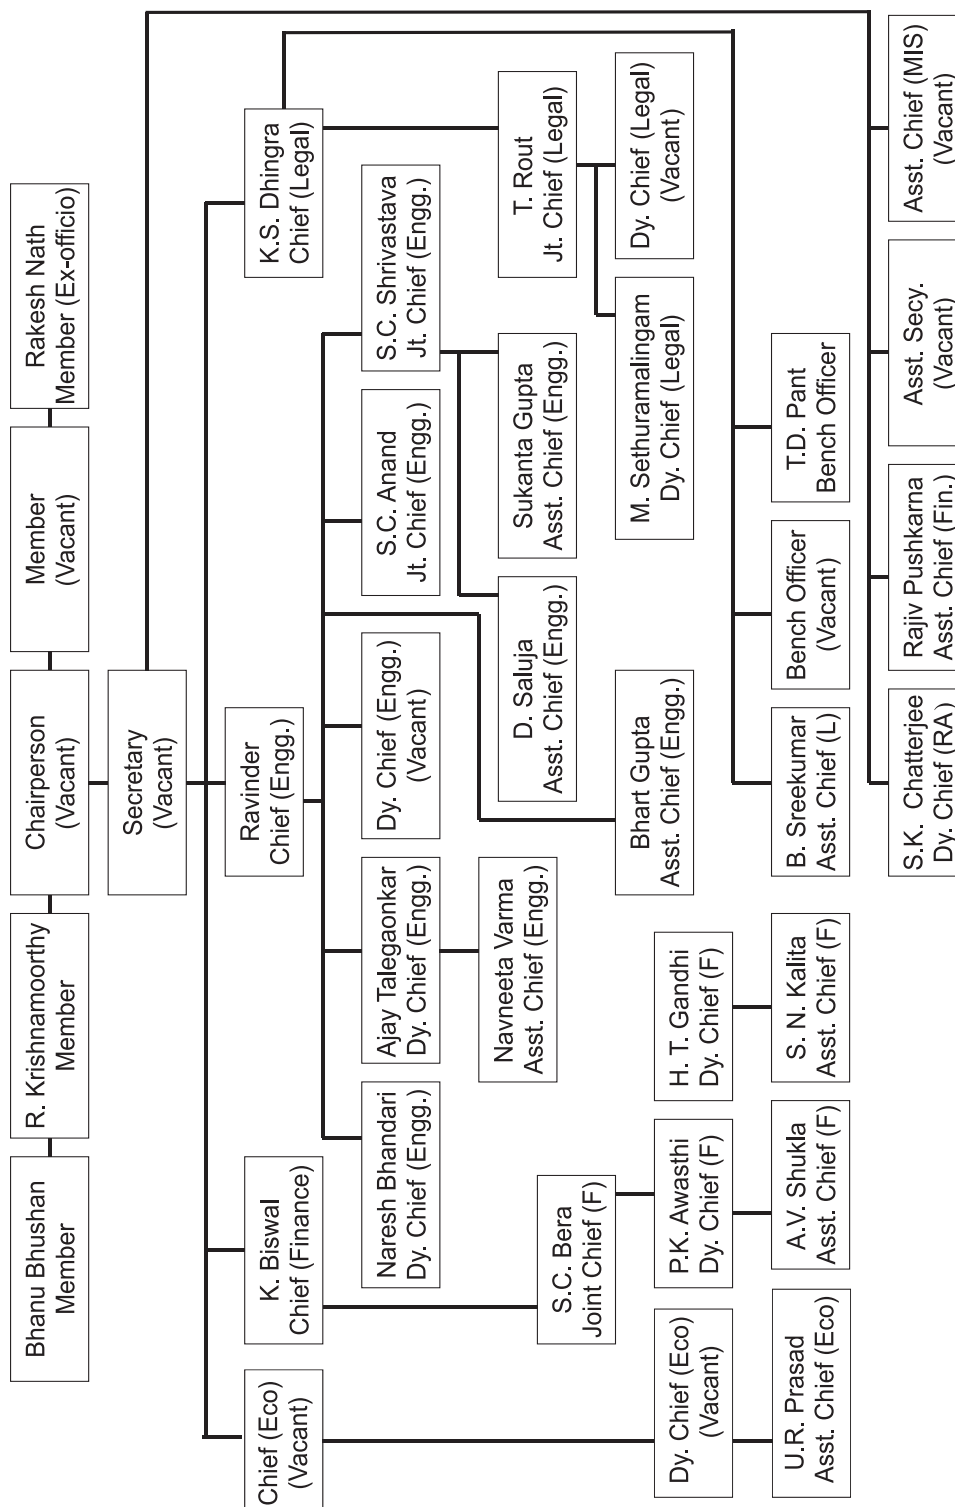 Bhanu Bhushan
Member
R. Krishnamoorthy
Member
Chairperson
(Vacant)
Member
(Vacant)
Rakesh Nath
Member (Ex-officio)
Secretary
(Vacant)
Chief (Eco)
(Vacant)
K. Biswal
Chief (Finance)
Ravinder
Chief (Engg.)
K.S. Dhingra
Chief (Legal)
Naresh Bhandari
Dy. Chief (Engg.)
Ajay Talegaonkar
Dy. Chief (Engg.)
Dy. Chief (Engg.)
(Vacant)
S.C. Anand
Jt. Chief (Engg.)
S.C. Shrivastava
Jt. Chief (Engg.)
Navneeta Varma
Asst. Chief (Engg.)
D. Saluja
Asst. Chief (Engg.)
Sukanta Gupta
Asst. Chief (Engg.)
T. Rout
Jt. Chief (Legal)
S.C. Bera
Joint Chief (F)
Bhart Gupta
Asst. Chief (Engg.)
M. Sethuramalingam
Dy. Chief (Legal)
Dy. Chief (Legal)
(Vacant)
Dy. Chief (Eco)
(Vacant)
P.K. Awasthi
Dy. Chief (F)
H. T. Gandhi
Dy. Chief (F)
U.R. Prasad
Asst. Chief (Eco)
A.V. Shukla
Asst. Chief (F)
S. N. Kalita
Asst. Chief (F)
B. Sreekumar
Asst. Chief (L)
Bench Officer
(Vacant)
T.D. Pant
Bench Officer
S.K. Chatterjee
Dy. Chief (RA)
Rajiv Pushkarna
Asst. Chief (Fin.)
Asst. Secy.
(Vacant)
Asst. Chief (MIS)
(Vacant)